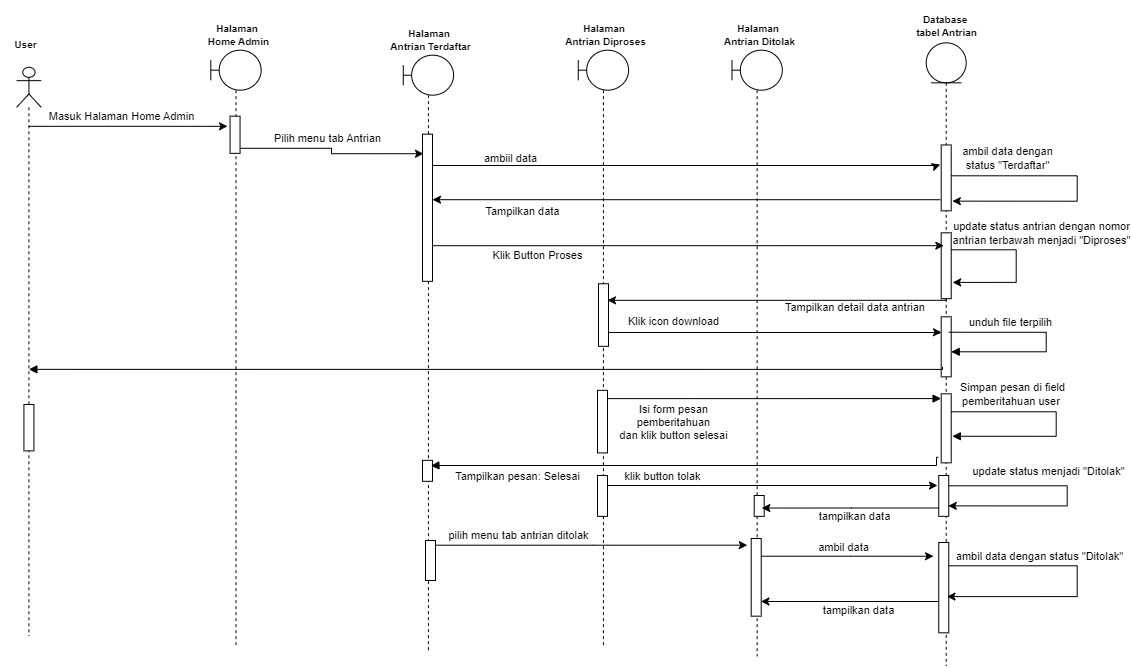 User
Halaman
Home Admin
Halaman
Antrian Terdaftar
Halaman
Antrian Diproses
Halaman
Antrian Ditolak
Database
tabel Antrian
Masuk Halaman Home Admin
Pilih menu tab Antrian
ambiil data
ambil data dengan
status "Terdaftar"
Tampilkan data
update status antrian dengan nomor
antrian terbawah menjadi "Diproses"
Klik Button Proses
Tampilkan detail data antrian
Klik icon download
unduh file terpilih
Simpan pesan di field
pemberitahuan user
Isi form pesan
pemberitahuan
dan klik button selesai
Tampilkan pesan: Selesai
klik button tolak
update status menjadi "Ditolak"
tampilkan data
pilih menu tab antrian ditolak
ambil data
ambil data dengan status "Ditolak"
tampilkan data